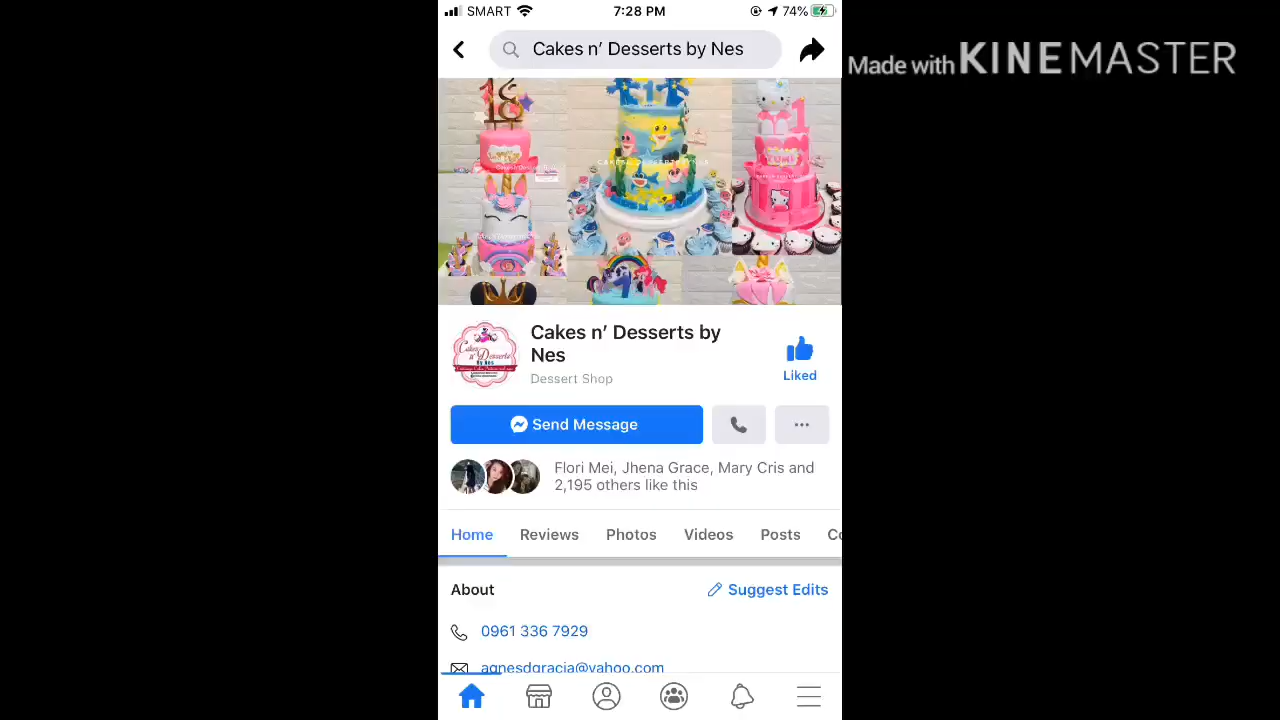 SMART
7:28 PM
74%
Cakes n' Desserts by Nes
Made with KINEMASTER
Cakes n' Desserts by
Nes
Dessert Shop
Liked
Send Message
Flori Mei, Jhena Grace, Mary Cris and
2,195 others like this
Home
Reviews
Photos
Videos
Posts
Co
About
Suggest Edits
0961 336 7929
agnesdgracia@yahoo.com